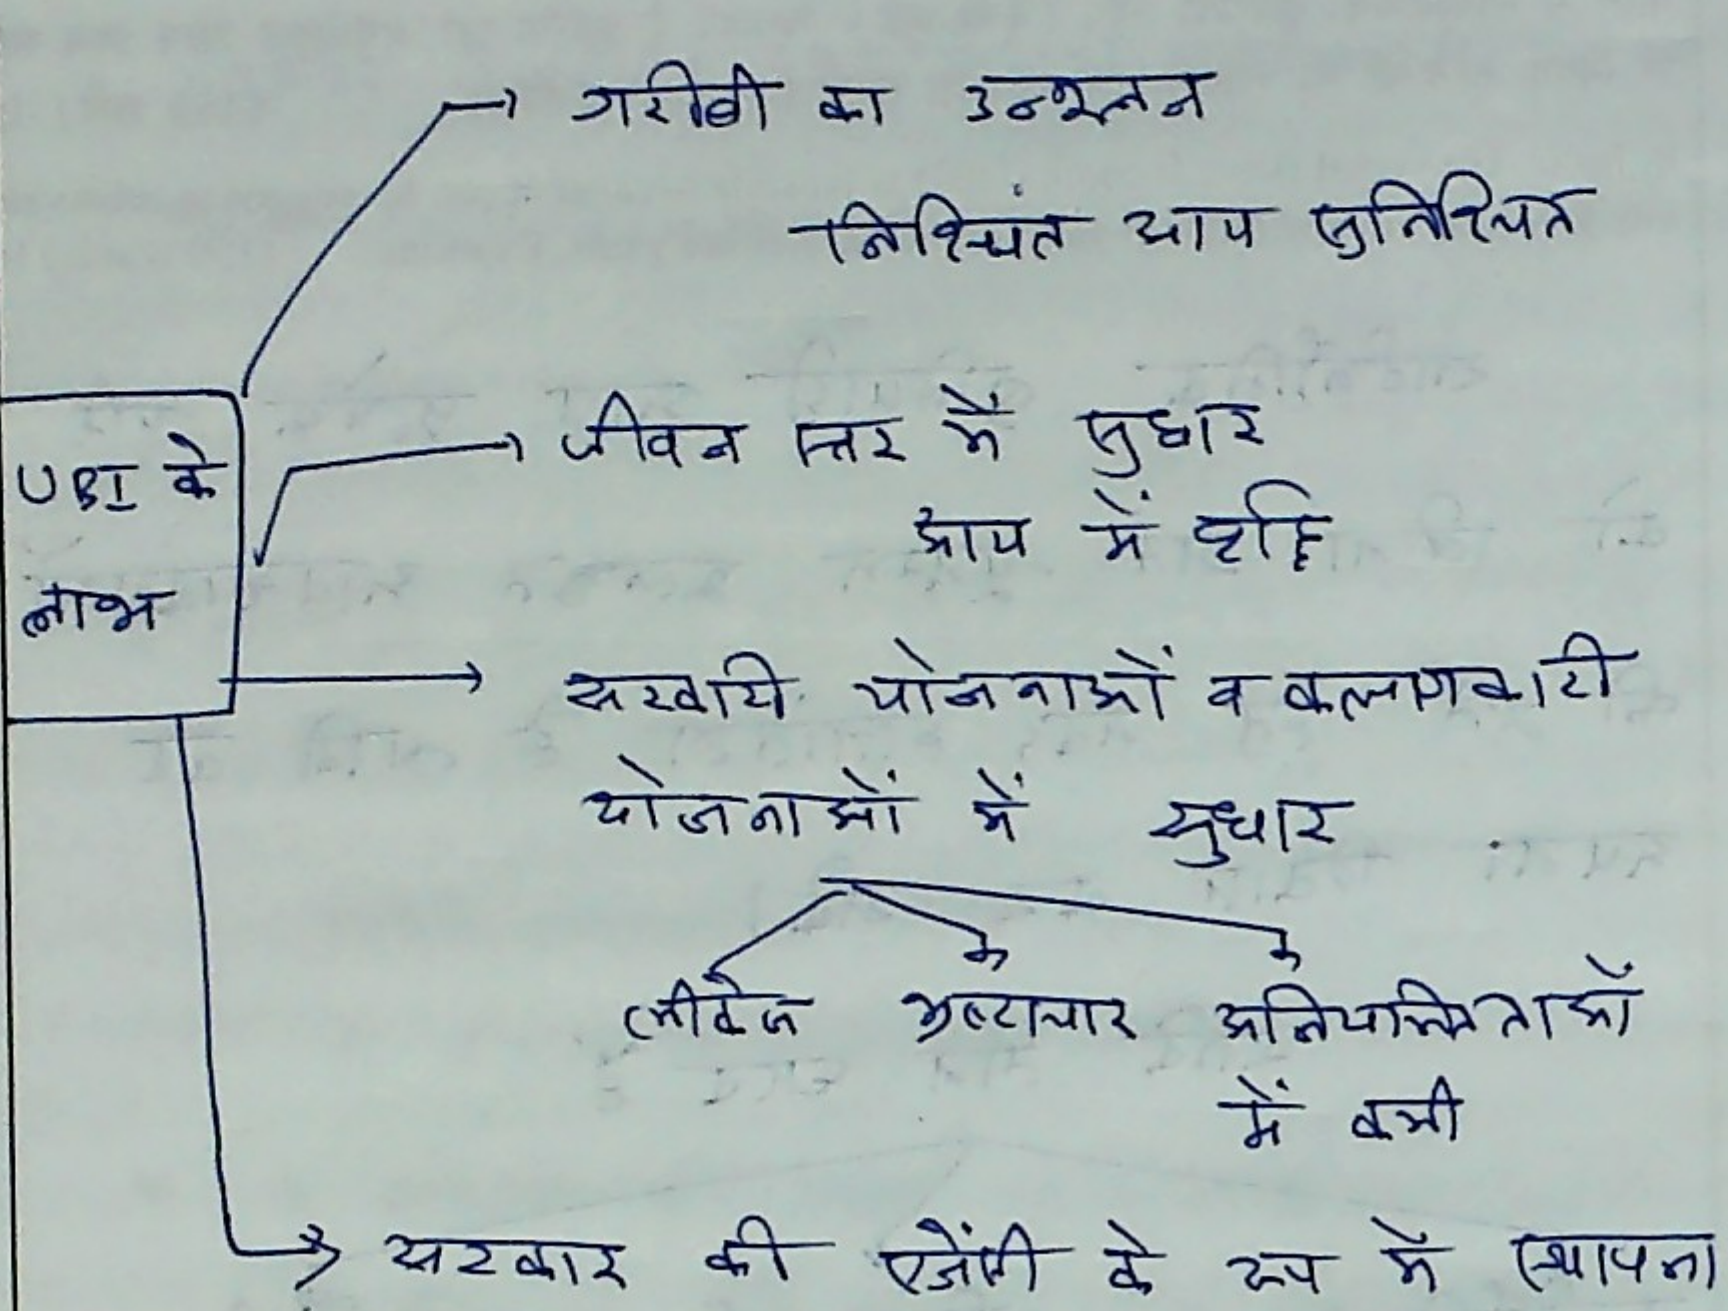 गरीबी का उन्मूलन
निश्चिंत आय सुनिश्चित
UBI के
लाभ
जीवन स्तर में सुधार
आय में वृद्धि
सरकारी योजनाओं व कल्याणकारी
योजनाओं में सुधार
लीकेज भ्रष्टाचार अनियमितताओं
में कमी
सरकार की एजेंसी के रूप में स्थापना